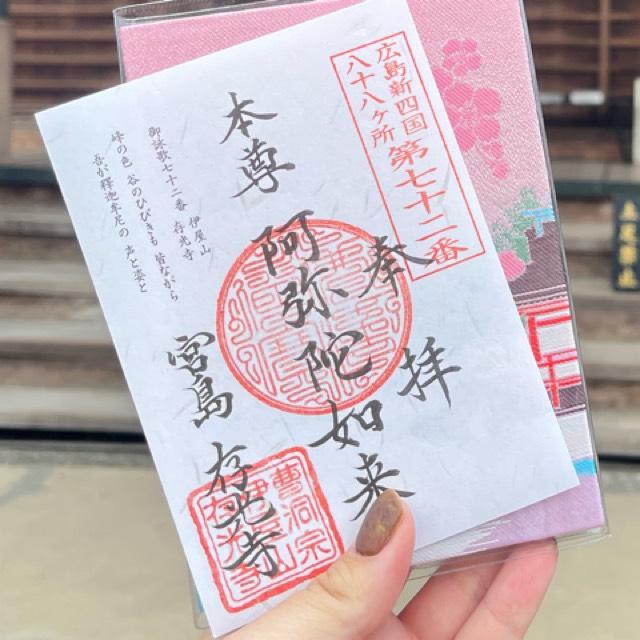 広島新四国
八十八ヶ所 第七十二番
奉拝
本尊 阿弥陀如来
宮島 存光寺
御詠歌七十二番 伊屋山 存光寺
峰の色 谷のひびきも 皆ながら
吾が釋迦牟尼の 声と姿と
曹洞宗